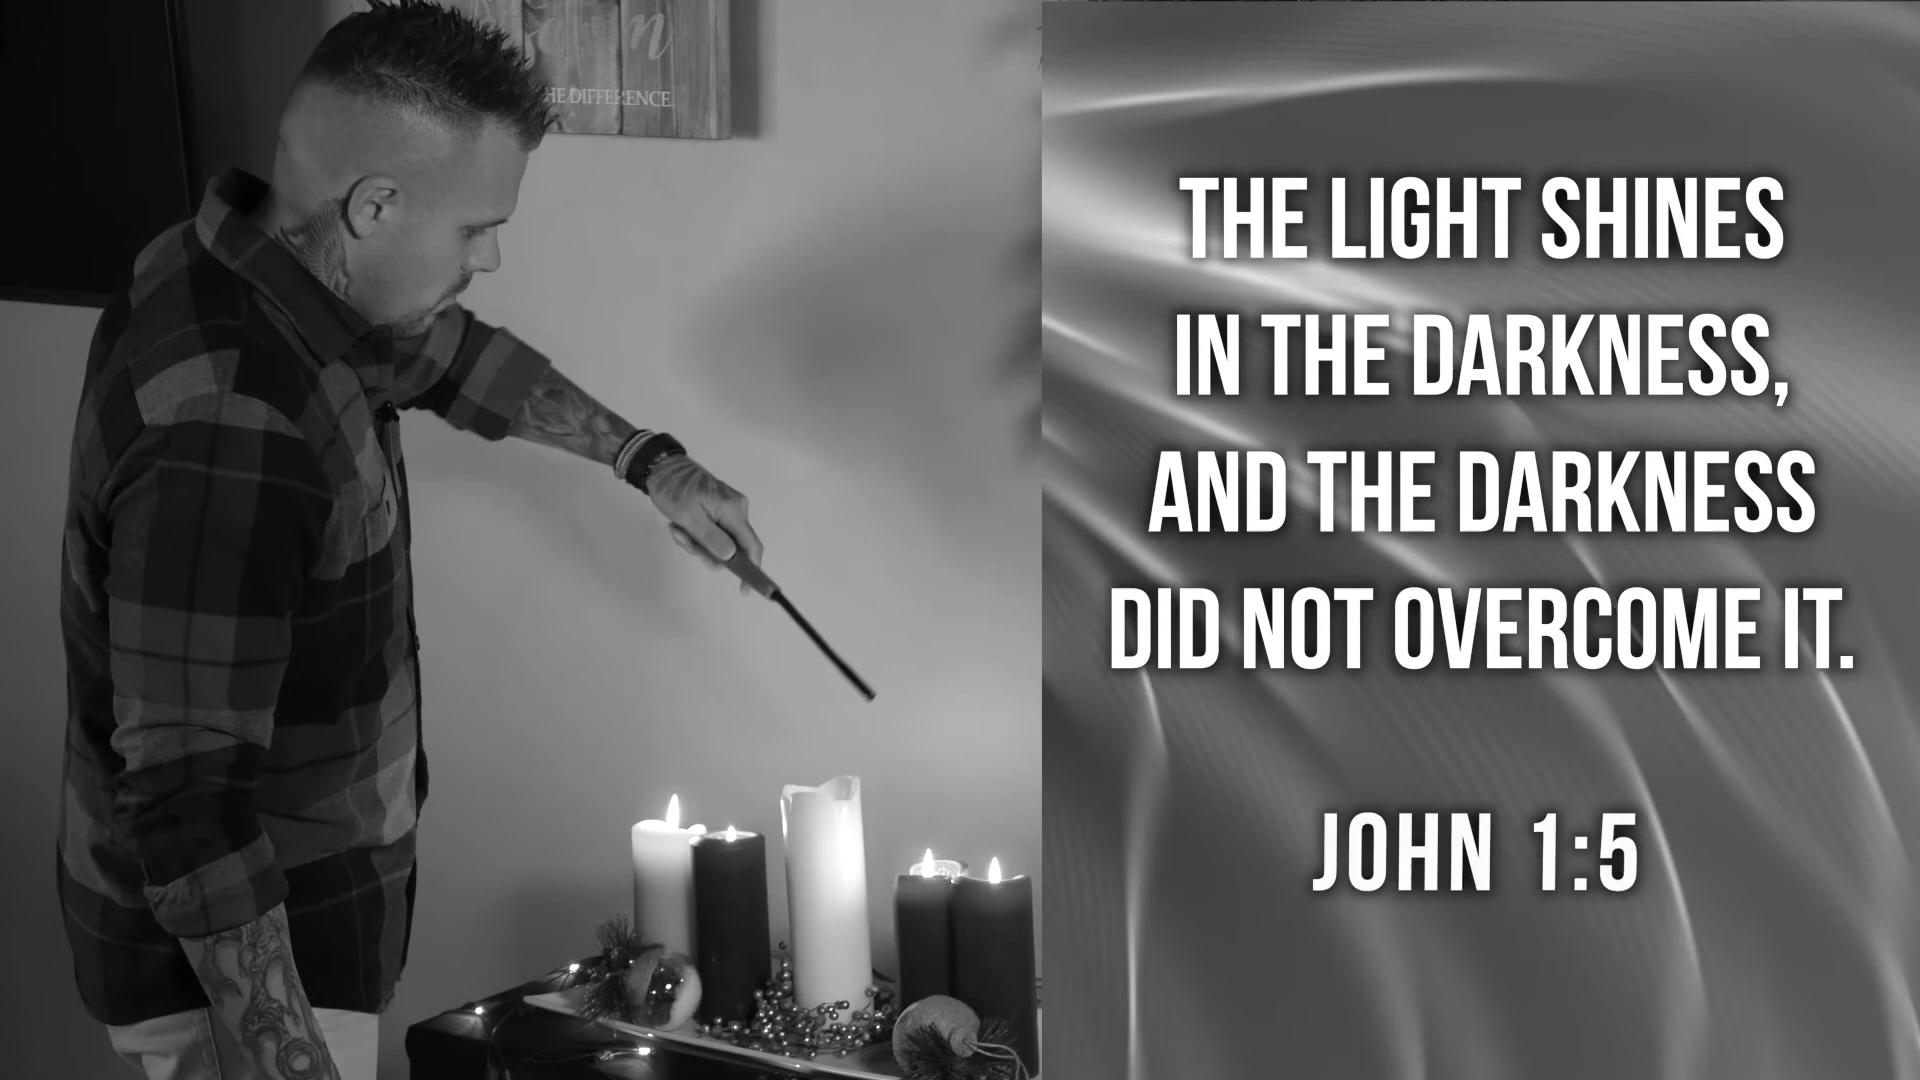 HE DIFFERENCE.
THE LIGHT SHINES
IN THE DARKNESS,
AND THE DARKNESS
DID NOT OVERCOME IT.
JOHN 1:5